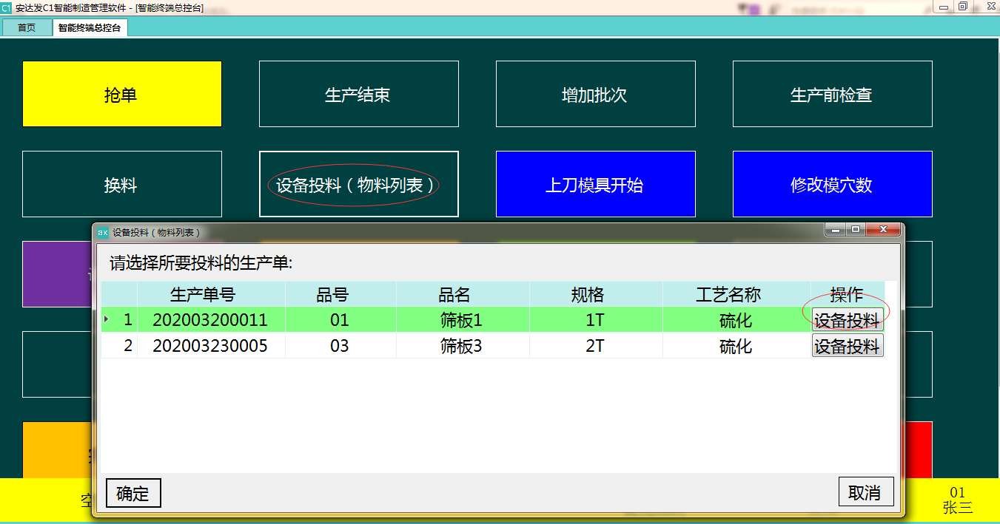 C1 安达发C1智能制造管理软件 - [智能终端总控台]
首页 智能终端总控台
抢单 生产结束 增加批次 生产前检查
换料 设备投料（物料列表） 上刀模具开始 修改模穴数
ax 设备投料（物料列表）
请选择所要投料的生产单:
生产单号 品号 品名 规格 工艺名称 操作
1 202003200011 01 筛板1 1T 硫化 设备投料
2 202003230005 03 筛板3 2T 硫化 设备投料
确定 取消
空
01
张三